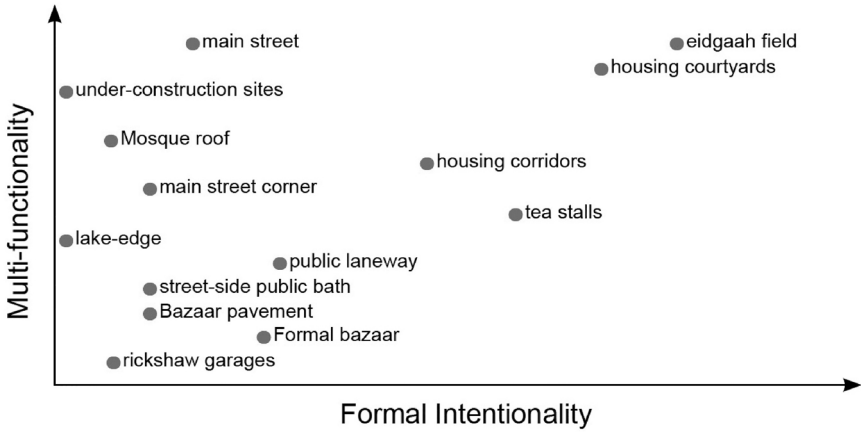 main street
eidgaah field
housing courtyards
under-construction sites
Mosque roof
housing corridors
main street corner
tea stalls
lake-edge
public laneway
street-side public bath
Bazaar pavement
Formal bazaar
rickshaw garages
Multi-functionality
Formal Intentionality